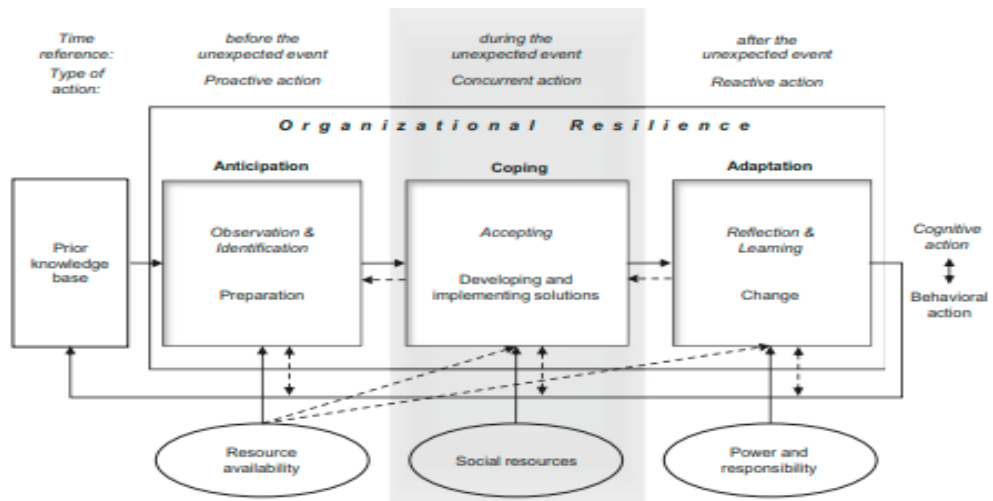 Time reference:
before the unexpected event
during the unexpected event
after the unexpected event
Type of action:
Proactive action
Concurrent action
Reactive action
Organizational Resilience
Anticipation
Coping
Adaptation
Prior
knowledge
base
Observation &
Identification
Preparation
Accepting
Developing and
implementing solutions
Reflection &
Learning
Change
Cognitive
action
Behavioral
action
Resource
availability
Social resources
Power and
responsibility